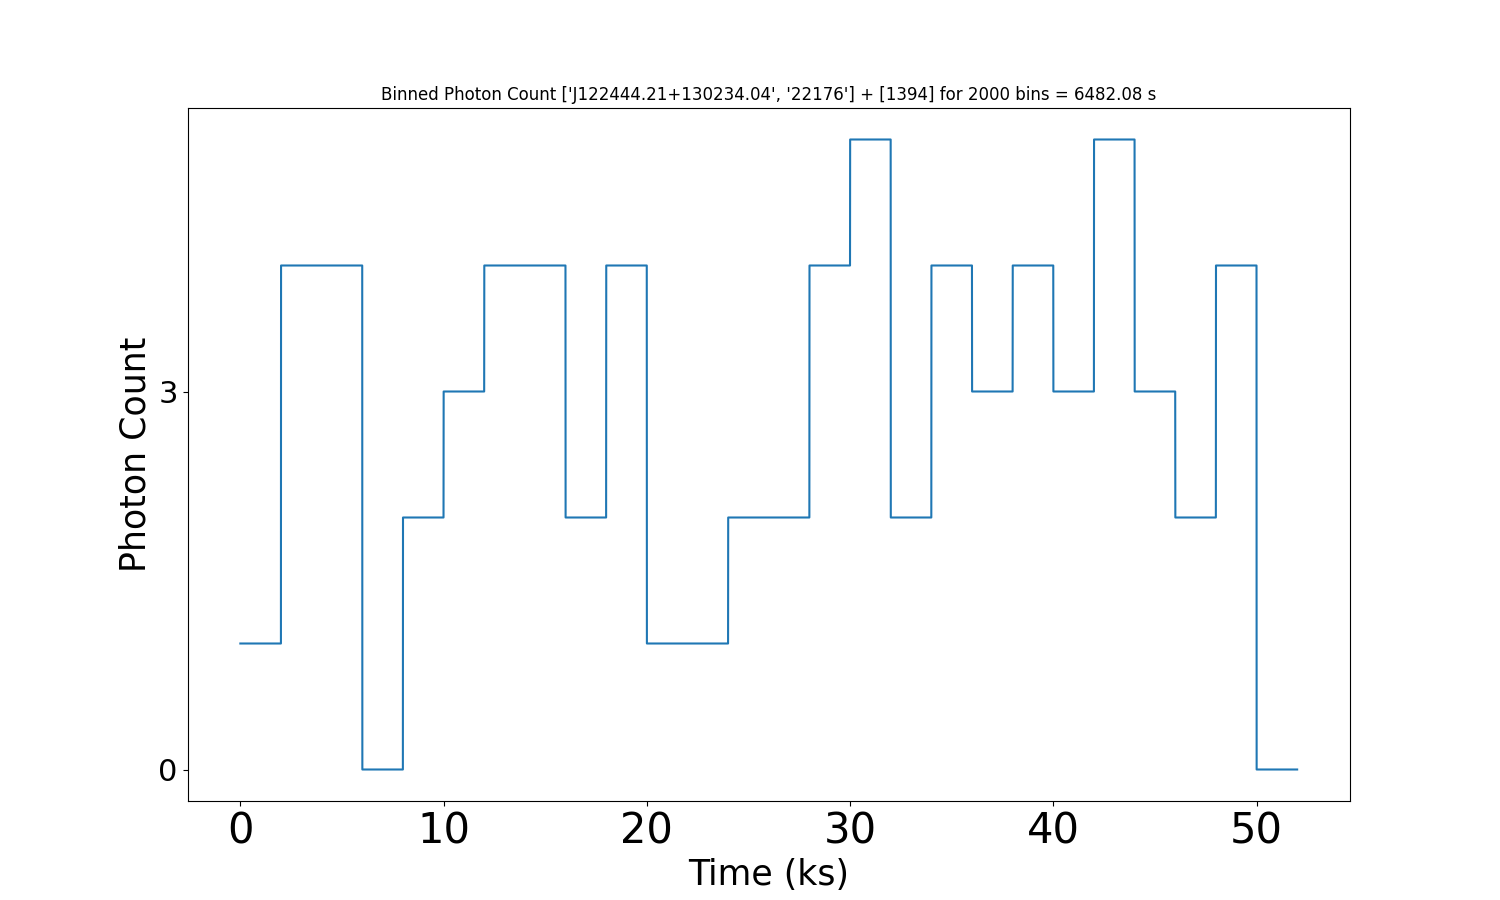 Binned Photon Count ['J122444.21+130234.04', '22176'] + [1394] for 2000 bins = 6482.08 s
Photon Count
3
0
0 10 20 30 40 50
Time (ks)